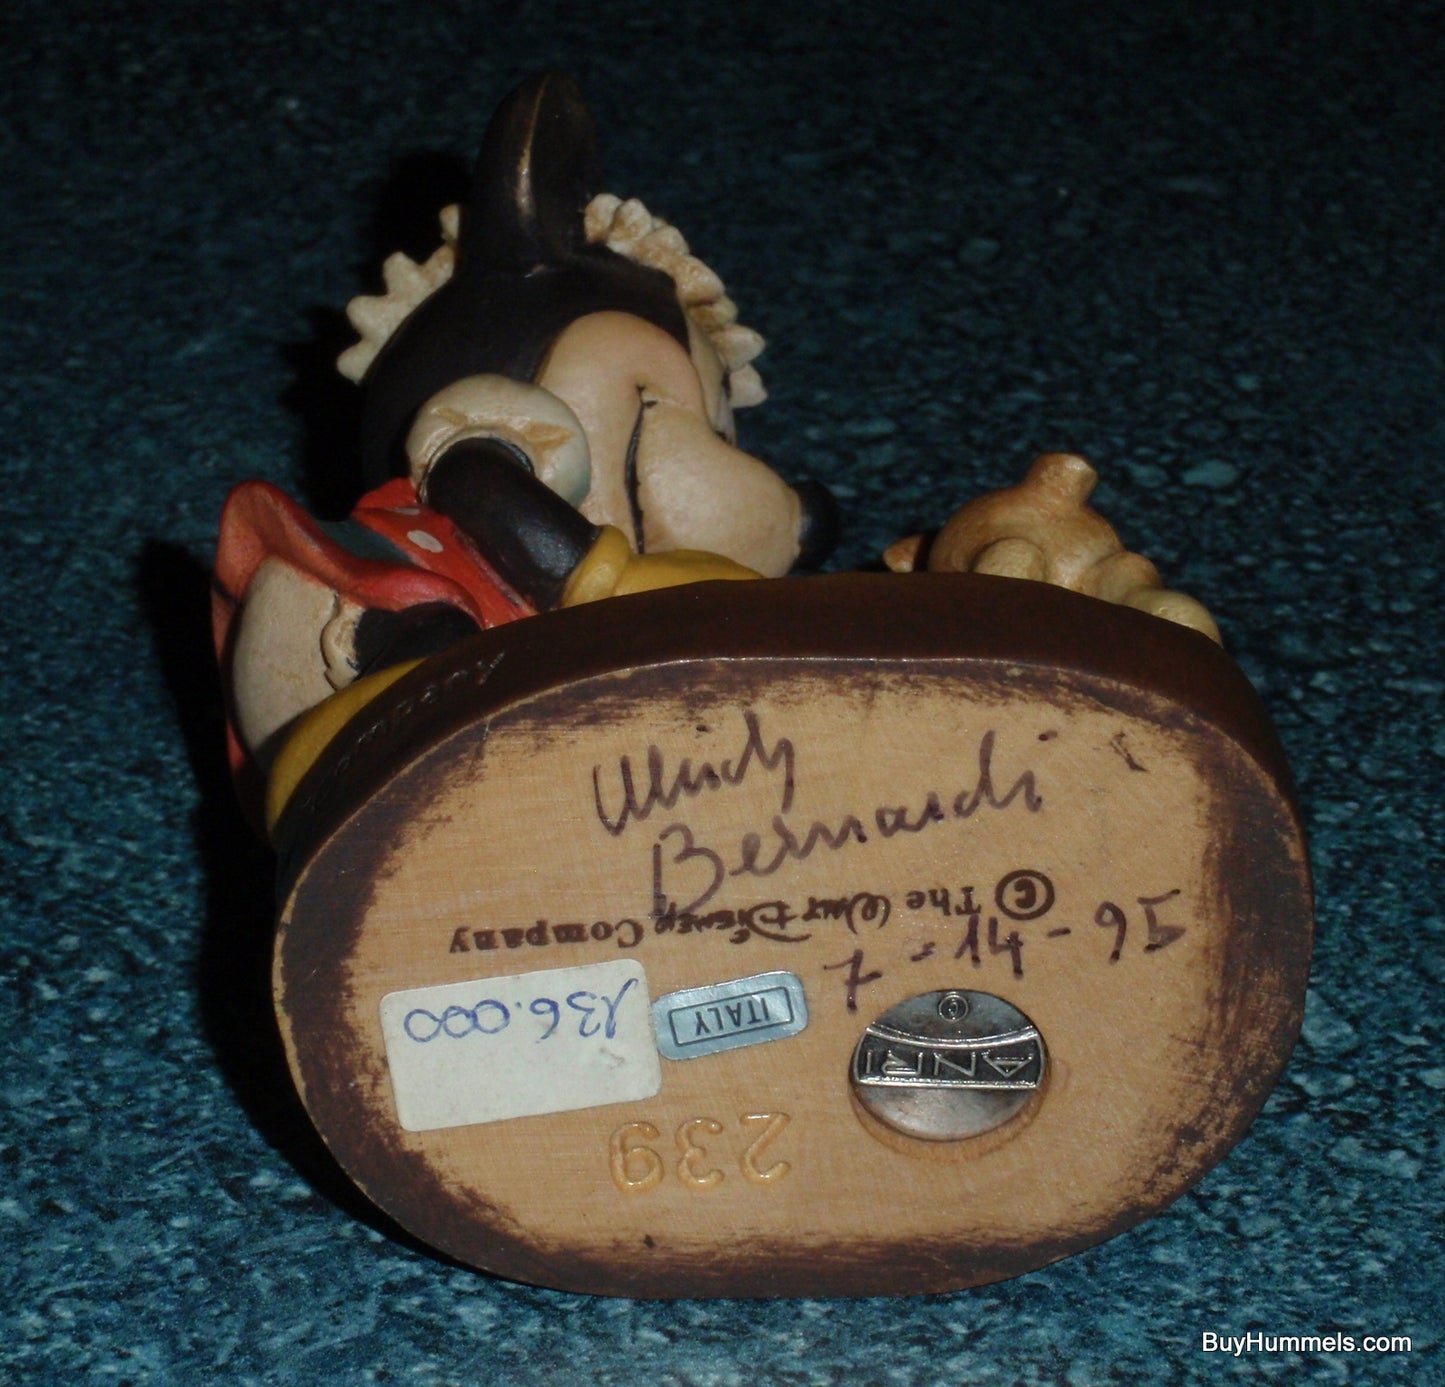 Ulrich
Bernardi
© The Walt Disney Company
7-14-95
136.000
ITALY
©
ANRI
239
BuyHummels.com